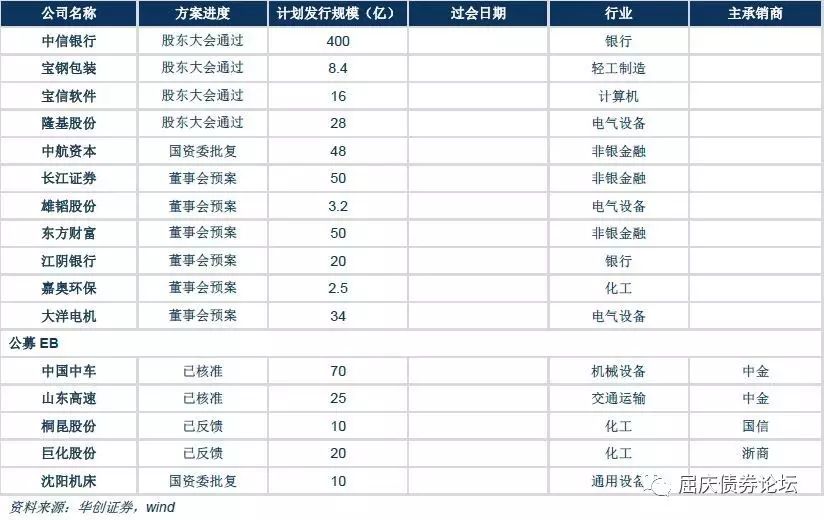 公司名称 方案进度 计划发行规模（亿） 过会日期 行业 主承销商
中信银行 股东大会通过 400 银行
宝钢包装 股东大会通过 8.4 轻工制造
宝信软件 股东大会通过 16 计算机
隆基股份 股东大会通过 28 电气设备
中航资本 国资委批复 48 非银金融
长江证券 董事会预案 50 非银金融
雄韬股份 董事会预案 3.2 电气设备
东方财富 董事会预案 50 非银金融
江阴银行 董事会预案 20 银行
嘉奥环保 董事会预案 2.5 化工
大洋电机 董事会预案 34 电气设备
公募 EB
中国中车 已核准 70 机械设备 中金
山东高速 已核准 25 交通运输 中金
桐昆股份 已反馈 10 化工 国信
巨化股份 已反馈 20 化工 浙商
沈阳机床 国资委批复 10 通用设备
资料来源：华创证券，wind
屈庆债券论坛